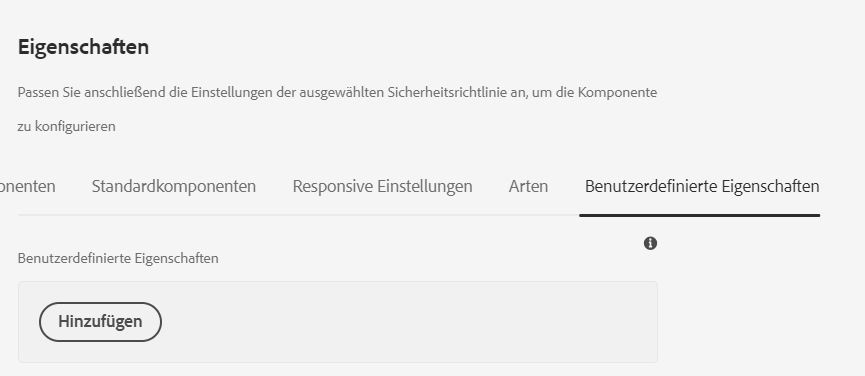 Eigenschaften
Passen Sie anschließend die Einstellungen der ausgewählten Sicherheitsrichtlinie an, um die Komponente
zu konfigurieren
onenten Standardkomponenten Responsive Einstellungen Arten Benutzerdefinierte Eigenschaften
Benutzerdefinierte Eigenschaften
Hinzufügen